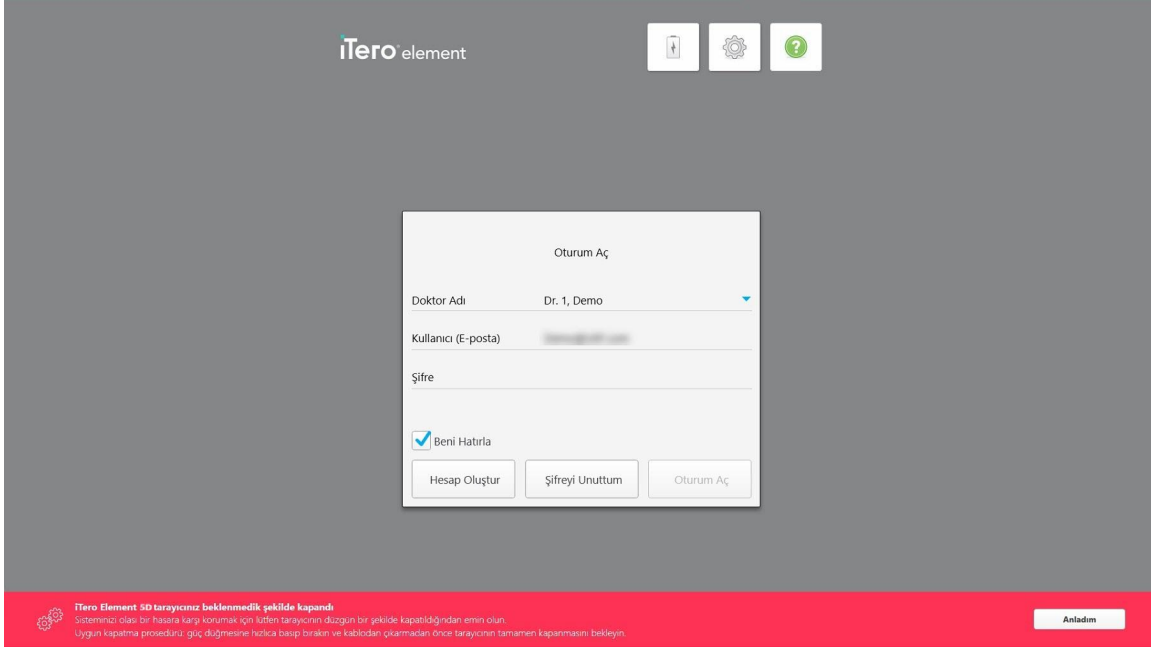 iTero element
Oturum Aç
Doktor Adı Dr. 1, Demo
Kullanıcı (E-posta)
Şifre
Beni Hatırla
Hesap Oluştur Şifreyi Unuttum Oturum Aç
iTero Element 5D tarayıcınız beklenmedik şekilde kapandı
Sisteminizi olası bir hasara karşı korumak için lütfen tarayıcının düzgün bir şekilde kapatıldığından emin olun.
Uygun kapatma prosedürü: güç düğmesine hızlıca basıp bırakın ve kablodan çıkarmadan önce tarayıcının tamamen kapanmasını bekleyin.
Anladım